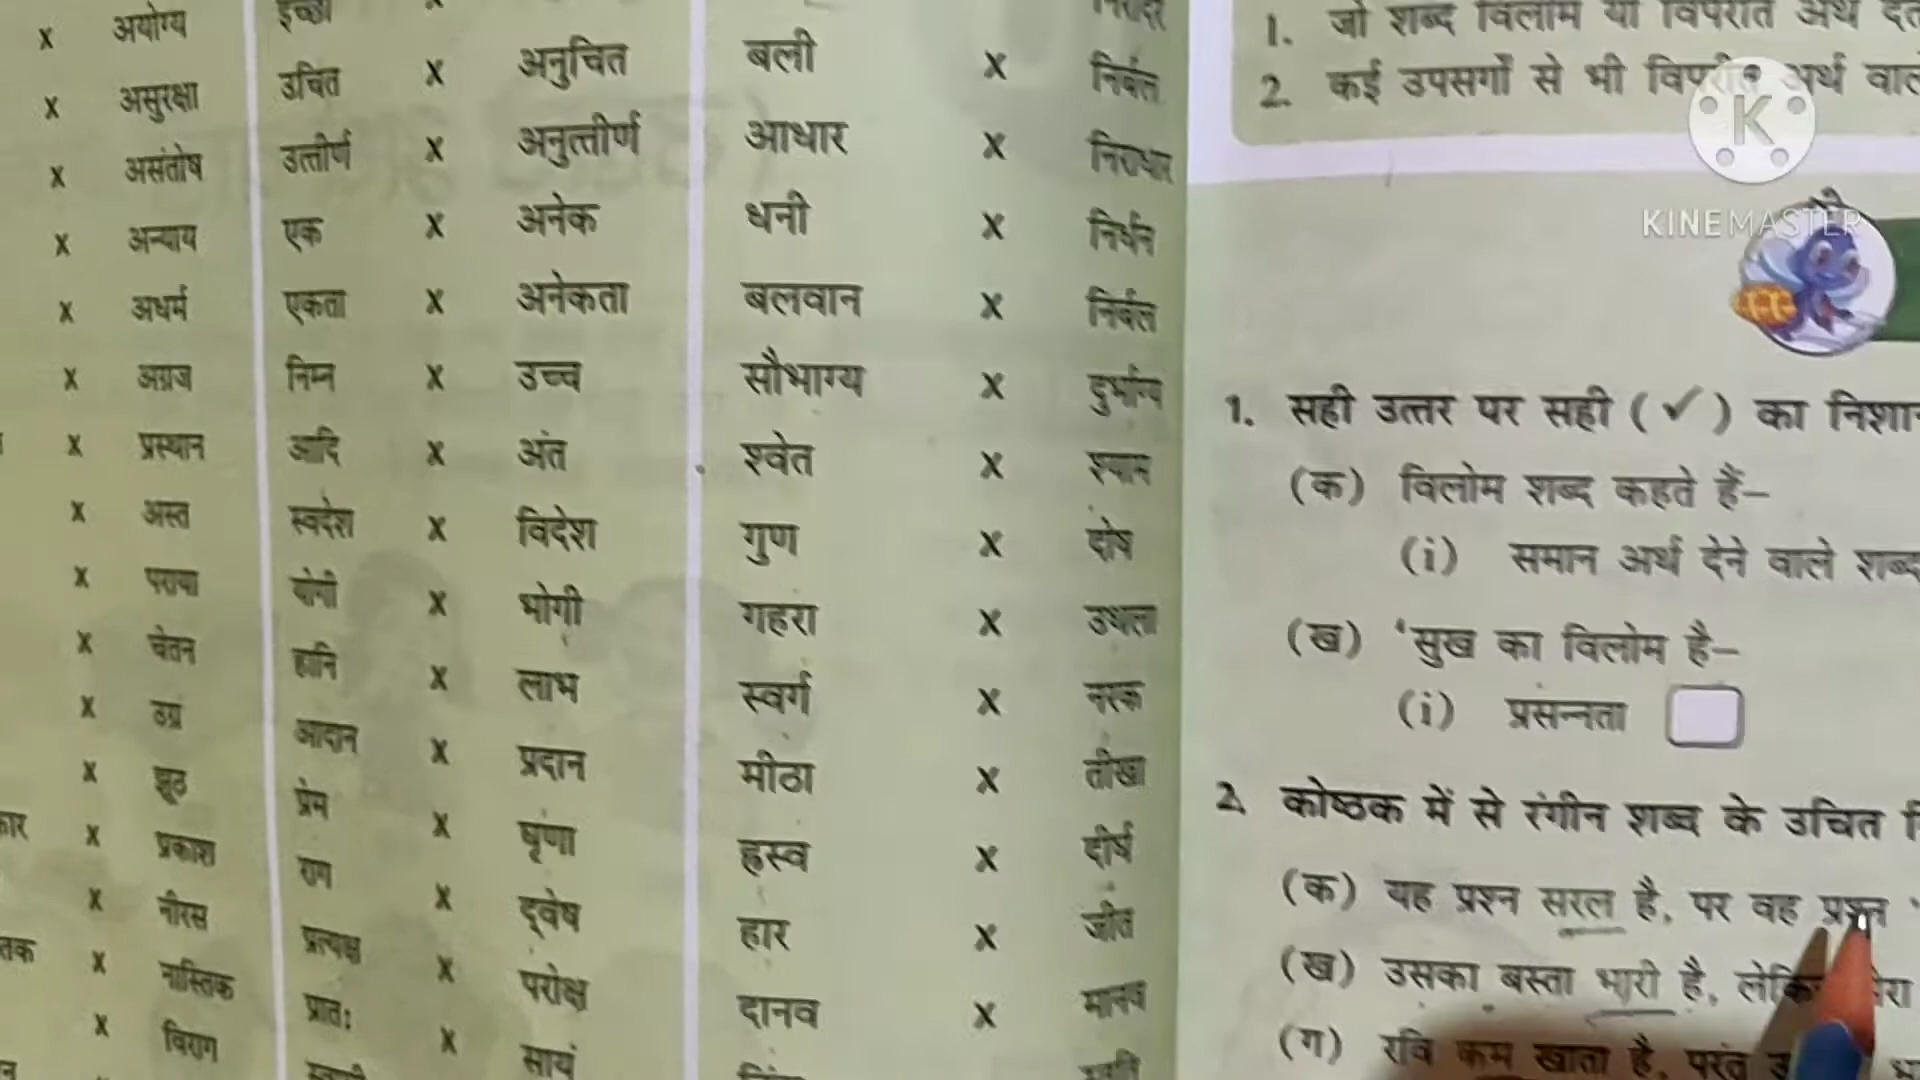 x अयोग्य
x असुरक्षा
x असंतोष
x अन्याय
x अधर्म
x अग्रज
x प्रस्थान
x अस्त
x पराया
x चेतन
x उग्र
x झूठ
x प्रकाश
x नीरस
x नास्तिक
x विराग
इच्छा
उचित x अनुचित
उत्तीर्ण x अनुत्तीर्ण
एक x अनेक
एकता x अनेकता
निम्न x उच्च
आदि x अंत
स्वदेश x विदेश
योगी x भोगी
हानि x लाभ
आदान x प्रदान
प्रेम x घृणा
राग x द्वेष
प्रत्यक्ष x परोक्ष
प्रातः x सायं
बली x निर्बल
आधार x निराधार
धनी x निर्धन
बलवान x निर्बल
सौभाग्य x दुर्भाग्य
श्वेत x श्याम
गुण x दोष
गहरा x उथला
स्वर्ग x नरक
मीठा x तीखा
ह्रस्व x दीर्घ
हार x जीत
दानव x मानव
1. जो शब्द विलोम या विपरीत अर्थ
2. कई उपसर्गों से भी विपरीत अर्थ
KINEMASTER
1. सही उत्तर पर सही (✓) का
(क) विलोम शब्द कहते हैं–
(i) समान अर्थ देने वाले शब्द
(ख) 'सुख का विलोम है–
(i) प्रसन्नता
2. कोष्ठक में से रंगीन शब्द के उचित
(क) यह प्रश्न सरल है, पर वह प्रश्न
(ख) उसका बस्ता भारी है,
(ग) रवि कम खाता है, परंतु